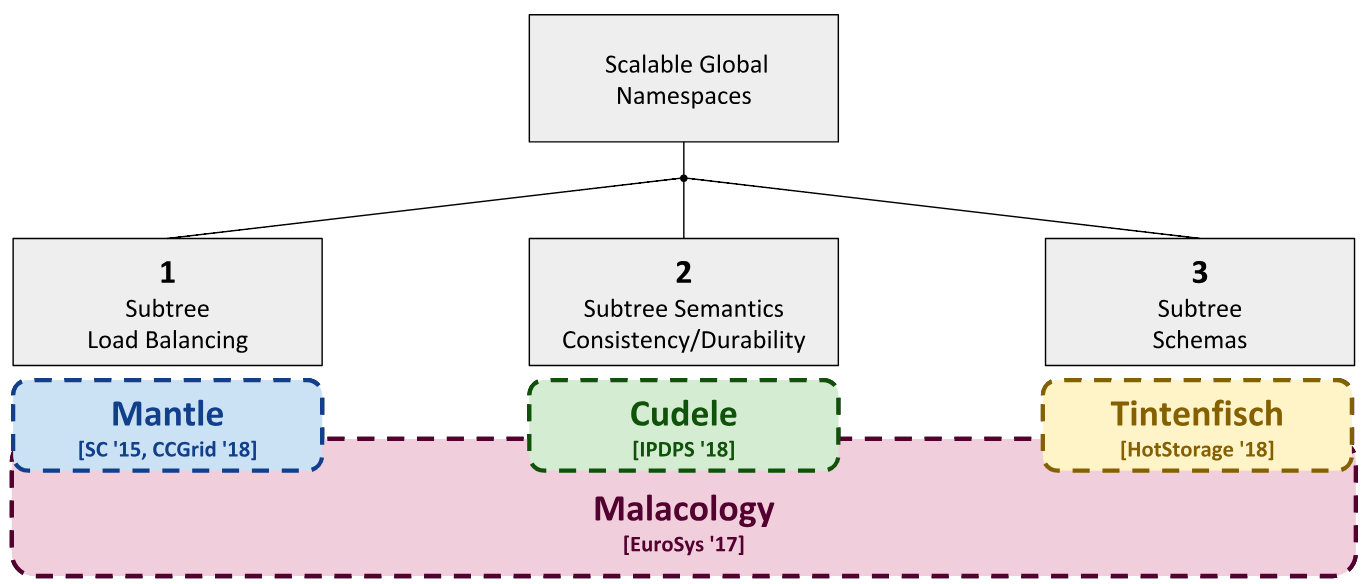 Scalable Global
Namespaces
1
Subtree
Load Balancing
2
Subtree Semantics
Consistency/Durability
3
Subtree
Schemas
Mantle
[SC '15, CCGrid '18]
Cudele
[IPDPS '18]
Tintenfisch
[HotStorage '18]
Malacology
[EuroSys '17]